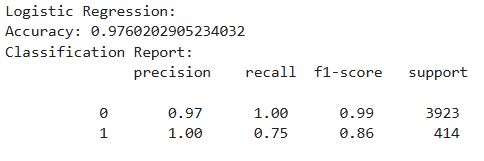 Logistic Regression:
Accuracy: 0.9760202905234032
Classification Report:
precision recall f1-score support
0 0.97 1.00 0.99 3923
1 1.00 0.75 0.86 414